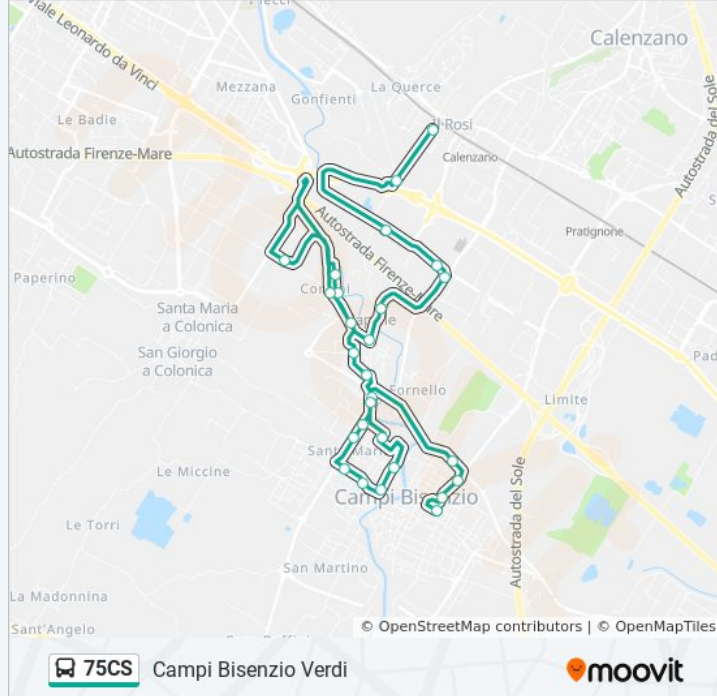 Calenzano
Viale Leonardo da Vinci
Mezzana
La Querce
Gonfienti
Le Badie
Il Rosi
Autostrada Firenze-Mare
Calenzano
Autostrada del Sole
Autostrada Firenze-Mare
Pratignone
Paperino
Santa Maria
a Colonica
San Giorgio
a Colonica
Fornello
Limite
Le Miccine
Campi Bisenzio
Le Torri
Autostrada del Sole
San Martino
La Madonnina
Sant'Angelo
© OpenStreetMap contributors | © OpenMapTiles
75CS Campi Bisenzio Verdi
moovit